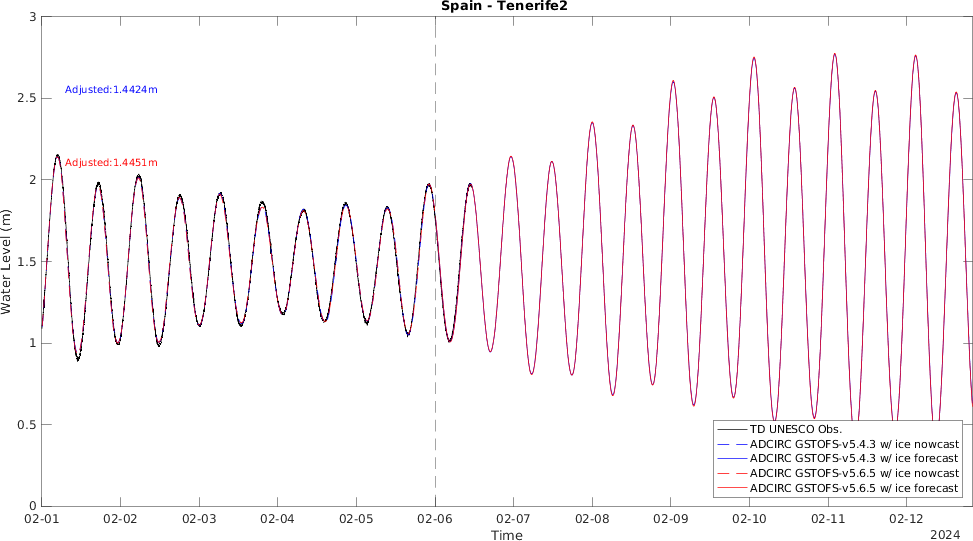 Spain - Tenerife2
3
2.5
2
1.5
1
0.5
0
Water Level (m)
Adjusted:1.4424m
Adjusted:1.4451m
TD UNESCO Obs.
ADCIRC GSTOFS-v5.4.3 w/ ice nowcast
ADCIRC GSTOFS-v5.4.3 w/ ice forecast
ADCIRC GSTOFS-v5.6.5 w/ ice nowcast
ADCIRC GSTOFS-v5.6.5 w/ ice forecast
02-01 02-02 02-03 02-04 02-05 02-06 02-07 02-08 02-09 02-10 02-11 02-12
Time
2024